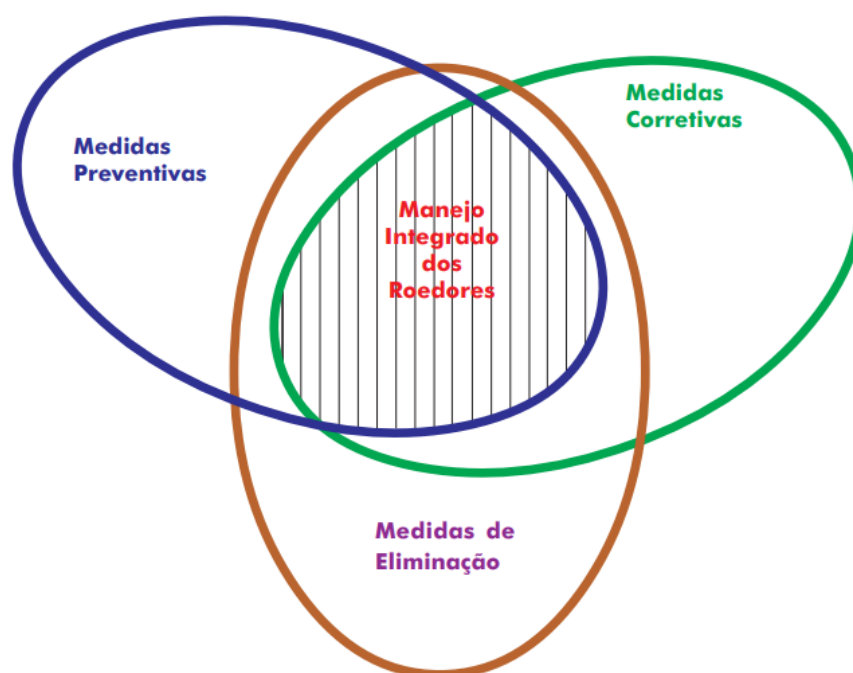 Medidas
Preventivas
Medidas
Corretivas
Manejo
Integrado
dos
Roedores
Medidas de
Eliminação